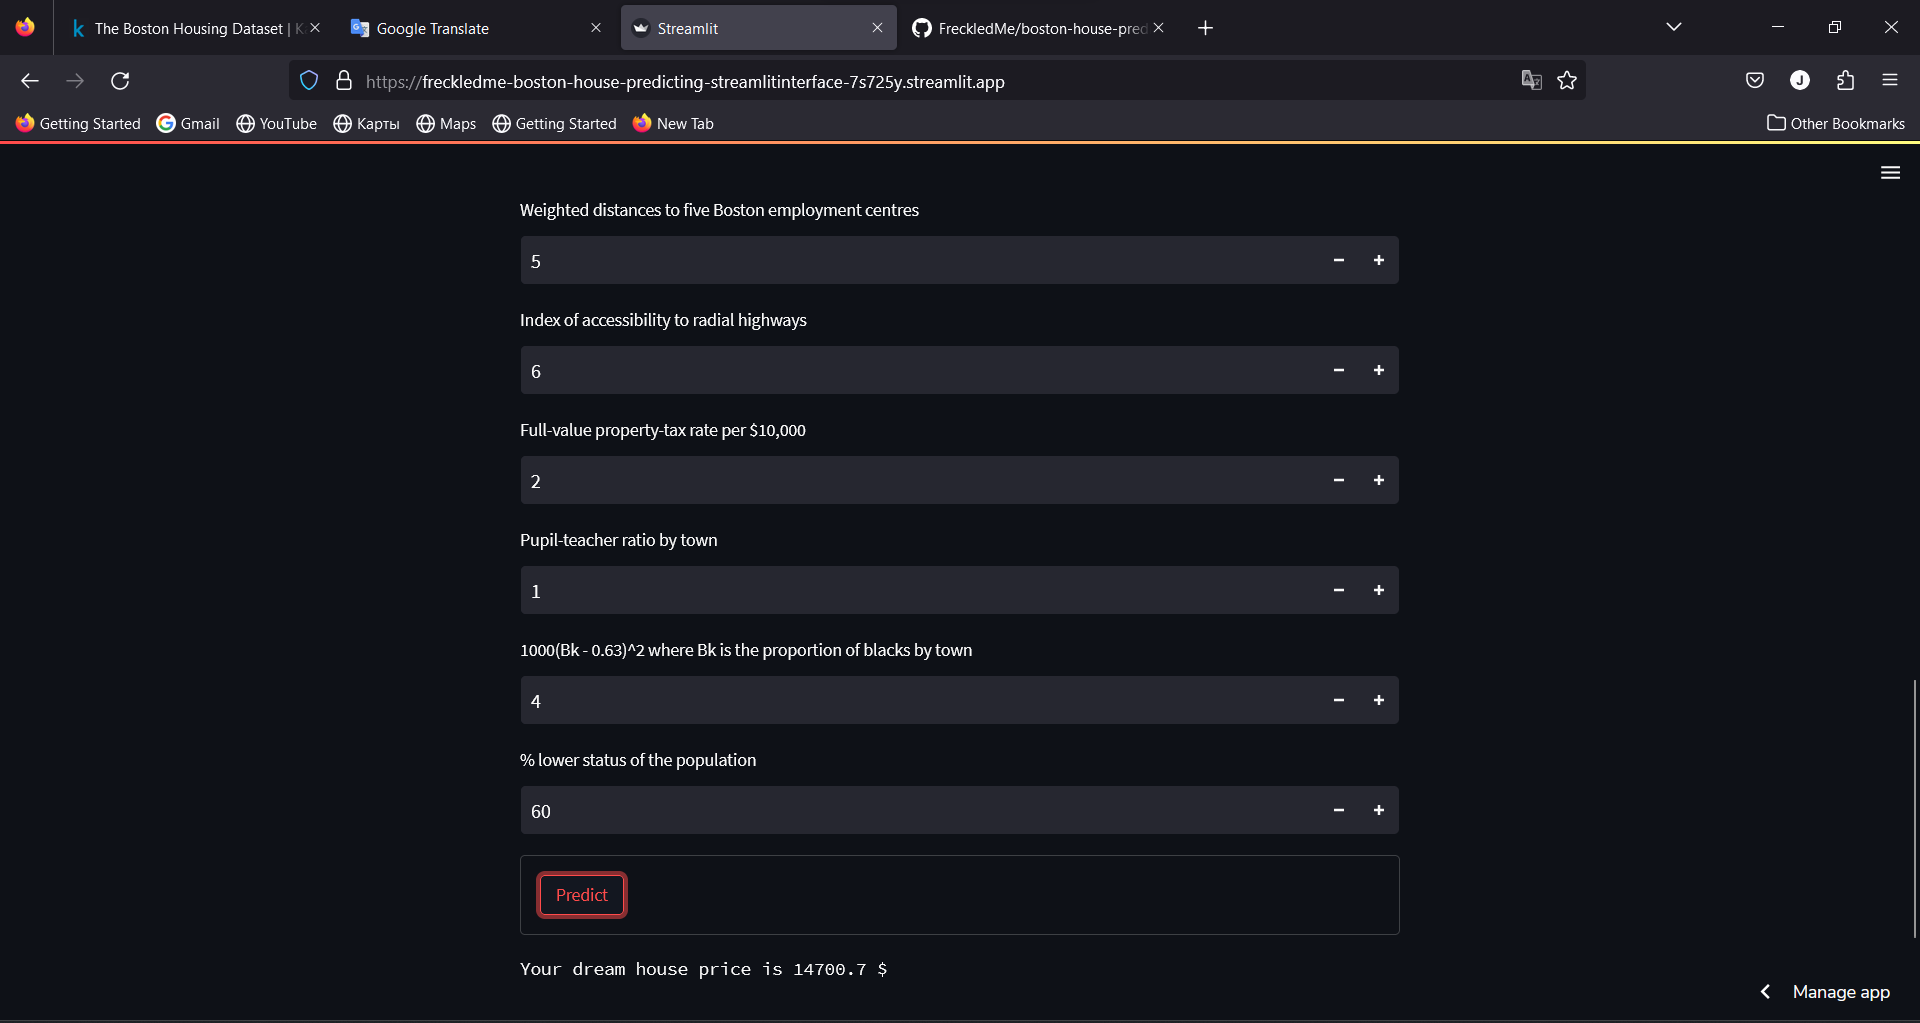 The Boston Housing Dataset | K
Google Translate
Streamlit
FreckledMe/boston-house-pred
https://freckledme-boston-house-predicting-streamlitinterface-7s725y.streamlit.app
J
Getting Started
Gmail
YouTube
Карты
Maps
Getting Started
New Tab
Other Bookmarks
Weighted distances to five Boston employment centres
5
Index of accessibility to radial highways
6
Full-value property-tax rate per $10,000
2
Pupil-teacher ratio by town
1
1000(Bk - 0.63)^2 where Bk is the proportion of blacks by town
4
% lower status of the population
60
Predict
Your dream house price is 14700.7 $
Manage app